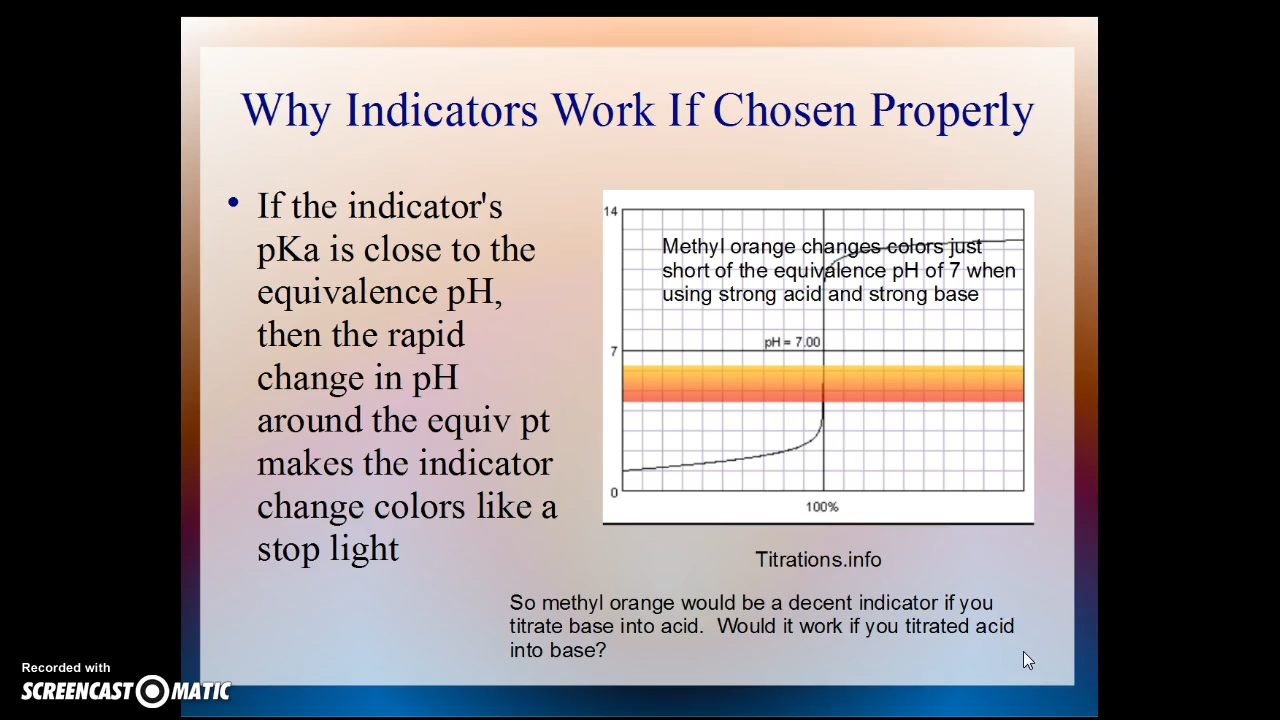 Why Indicators Work If Chosen Properly
• If the indicator's
pKa is close to the
equivalence pH,
then the rapid
change in pH
around the equiv pt
makes the indicator
change colors like a
stop light
14
Methyl orange changes colors just
short of the equivalence pH of 7 when
using strong acid and strong base
pH = 7.00
7
0
100%
Titrations.info
So methyl orange would be a decent indicator if you
titrate base into acid. Would it work if you titrated acid
into base?
Recorded with
SCREENCAST O MATIC